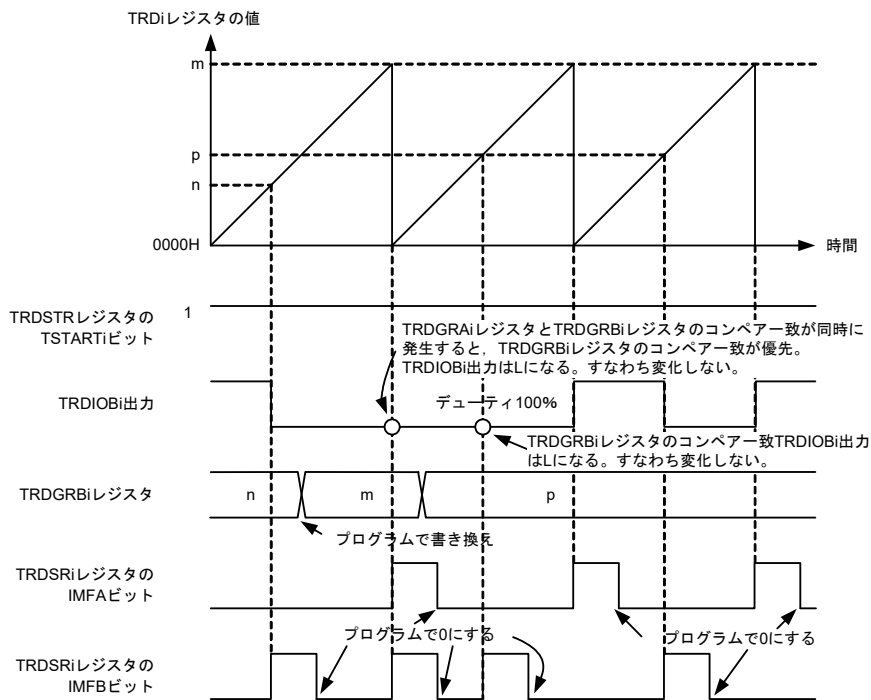 TRDiレジスタの値
m
p
n
0000H
時間
TRDSTRレジスタの
TSTARTiビット
1
TRDGRAiレジスタとTRDGRBiレジスタのコンペアー致が同時に
発生すると，TRDGRBiレジスタのコンペアー致が優先。
TRDIOBi出力はLになる。すなわち変化しない。
TRDIOBi出力
デューティ100%
TRDGRBiレジスタのコンペアー致TRDIOBi出力
はLになる。すなわち変化しない。
TRDGRBiレジスタ
n
m
p
プログラムで書き換え
TRDSRiレジスタの
IMFAビット
プログラムで0にする
プログラムで0にする
TRDSRiレジスタの
IMFBビット